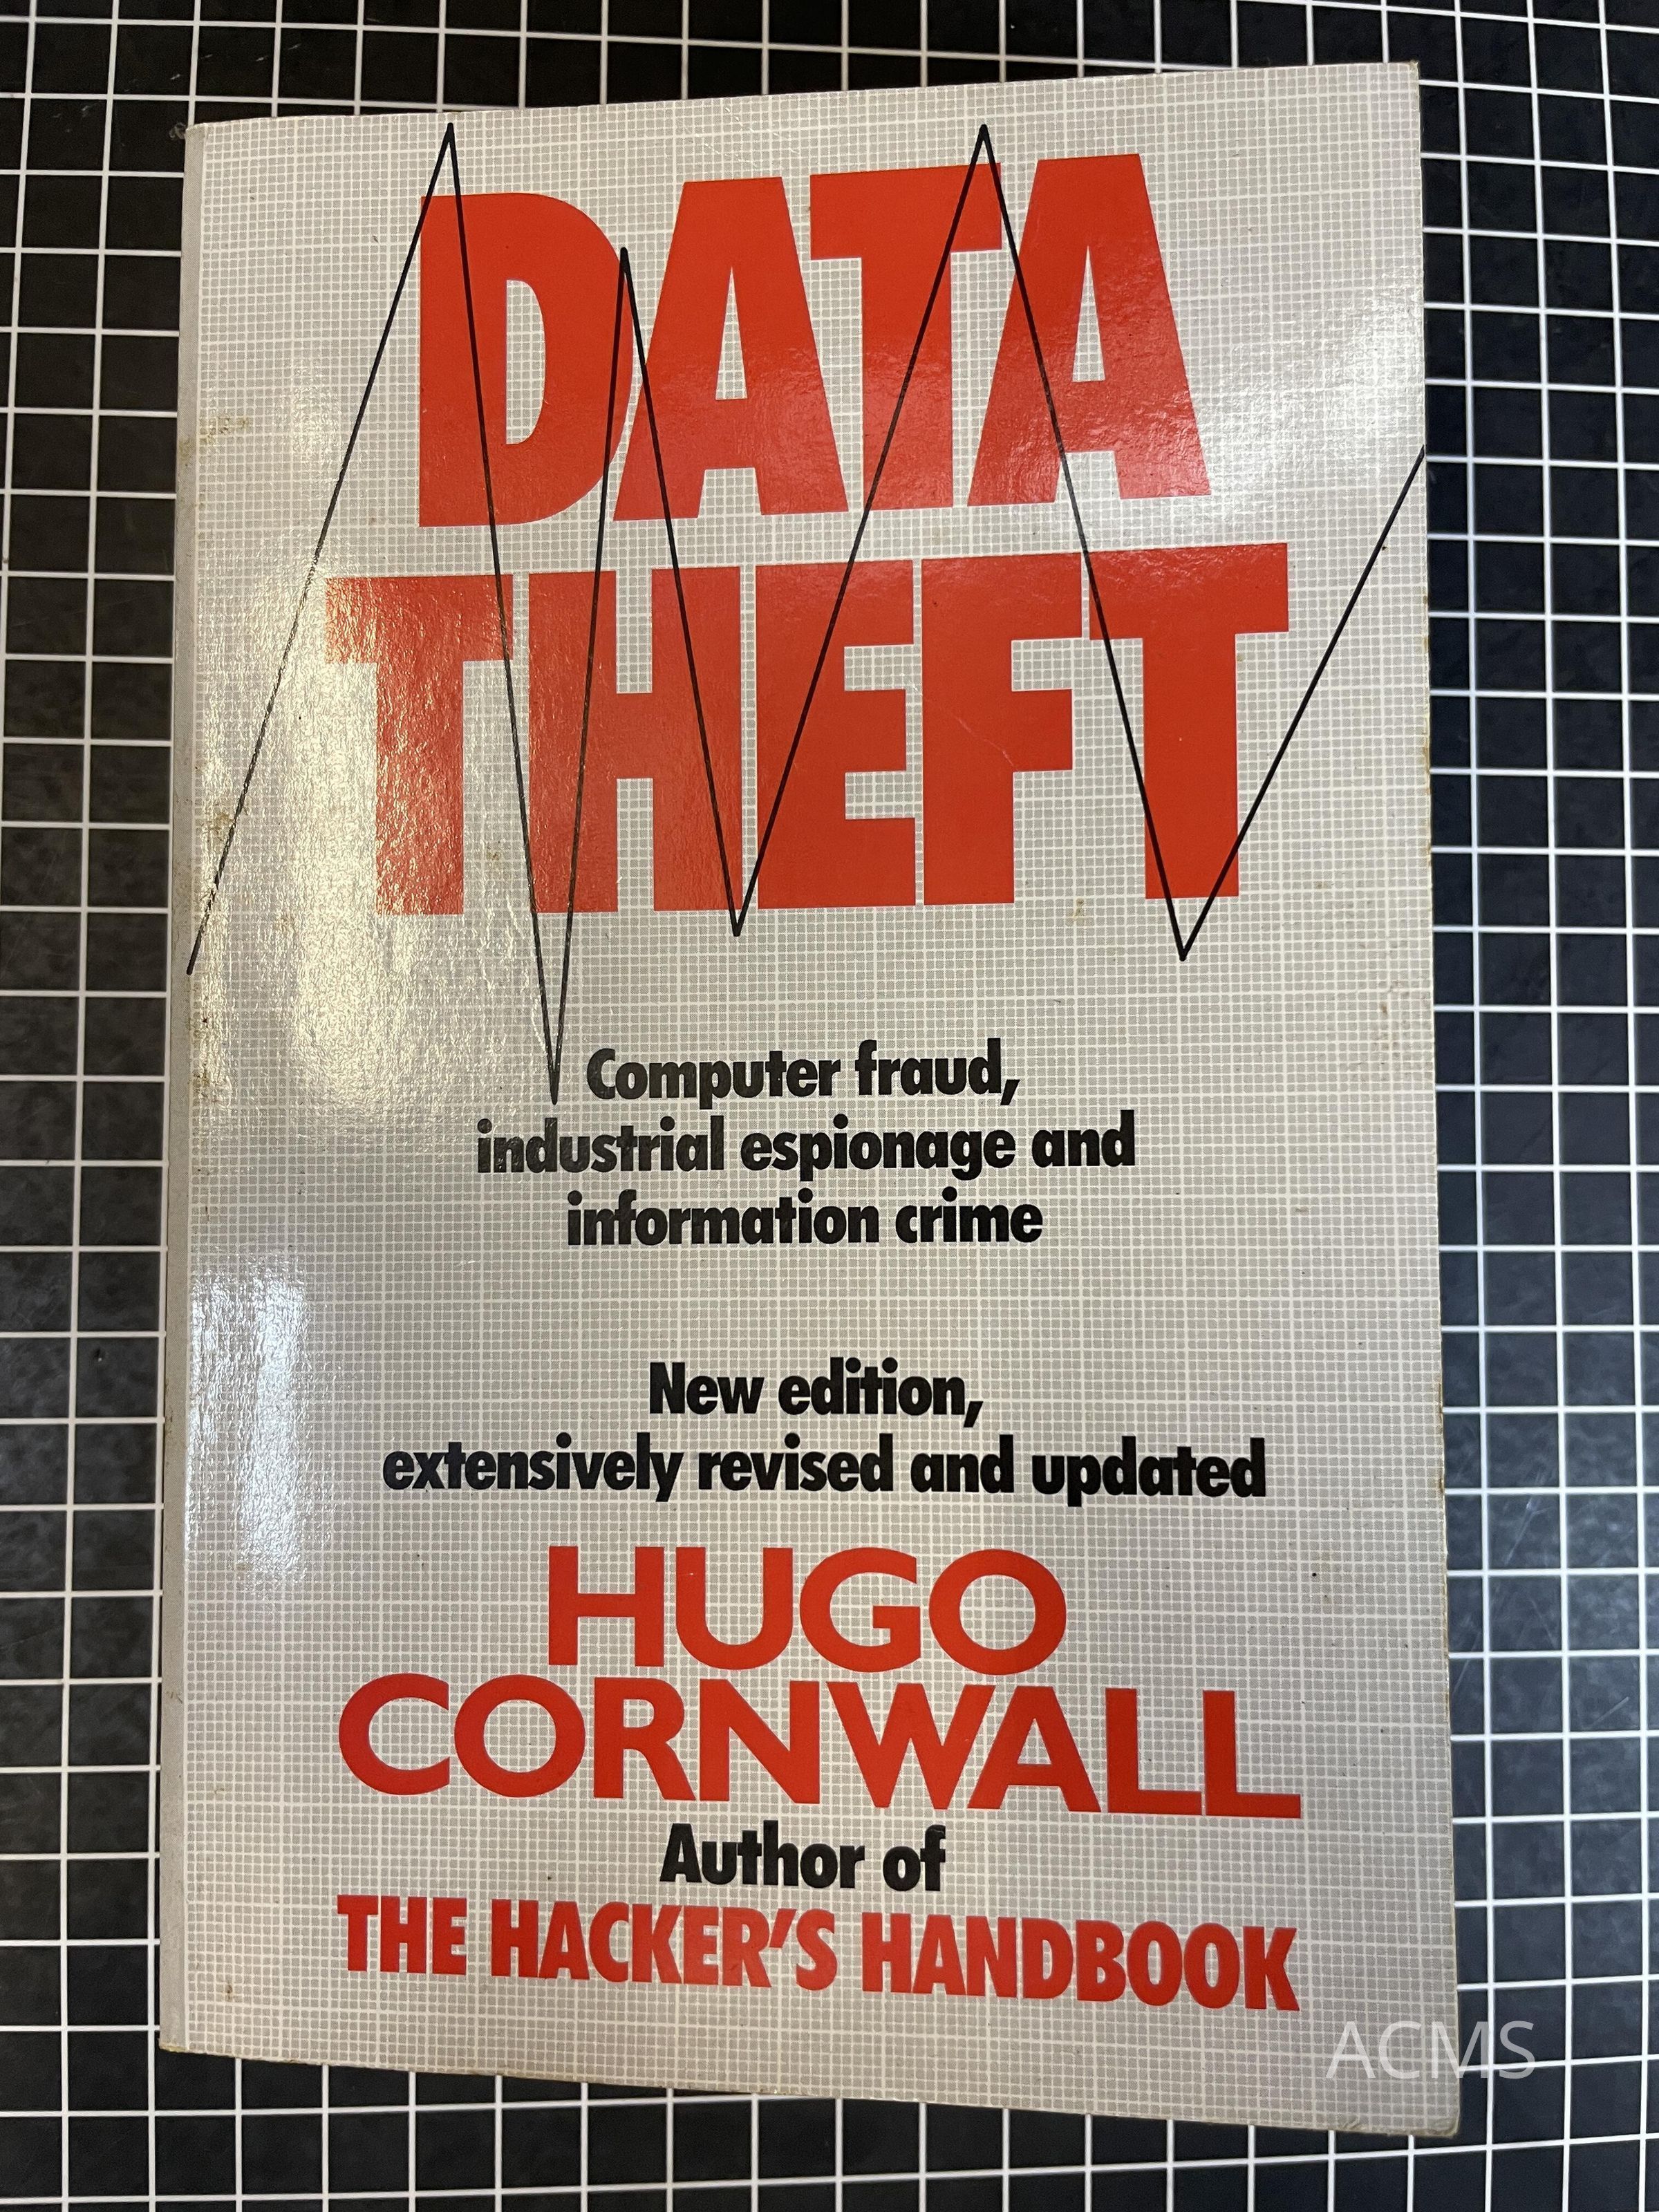 DATA
THEFT
Computer fraud,
industrial espionage and
information crime
New edition,
extensively revised and updated
HUGO
CORNWALL
Author of
THE HACKER'S HANDBOOK
ACMS